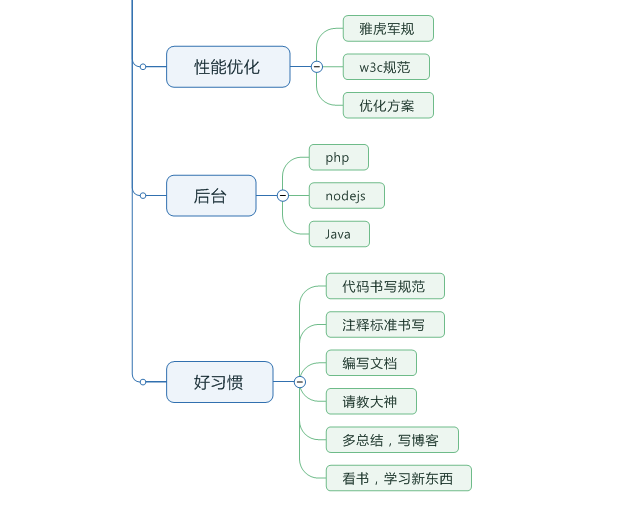 性能优化
雅虎军规
w3c规范
优化方案
后台
php
nodejs
Java
好习惯
代码书写规范
注释标准书写
编写文档
请教大神
多总结，写博客
看书，学习新东西